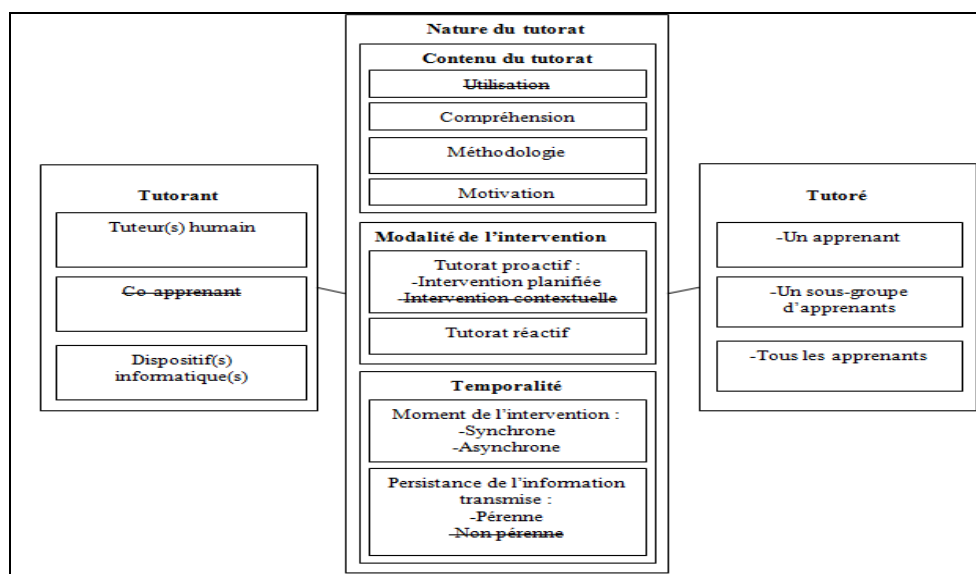 Nature du tutorat
Contenu du tutorat
Utilisation
Compréhension
Méthodologie
Motivation
Tutorant
Tuteur(s) humain
Co-apprenant
Dispositif(s)
informatique(s)
Modalité de l'intervention
Tutorat proactif :
-Intervention planifiée
-Intervention contextuelle
Tutorat réactif
Temporalité
Moment de l'intervention :
-Synchrone
-Asynchrone
Persistance de l'information
transmise :
-Pérenne
-Non pérenne
Tutoré
-Un apprenant
-Un sous-groupe
d'apprenants
-Tous les apprenants